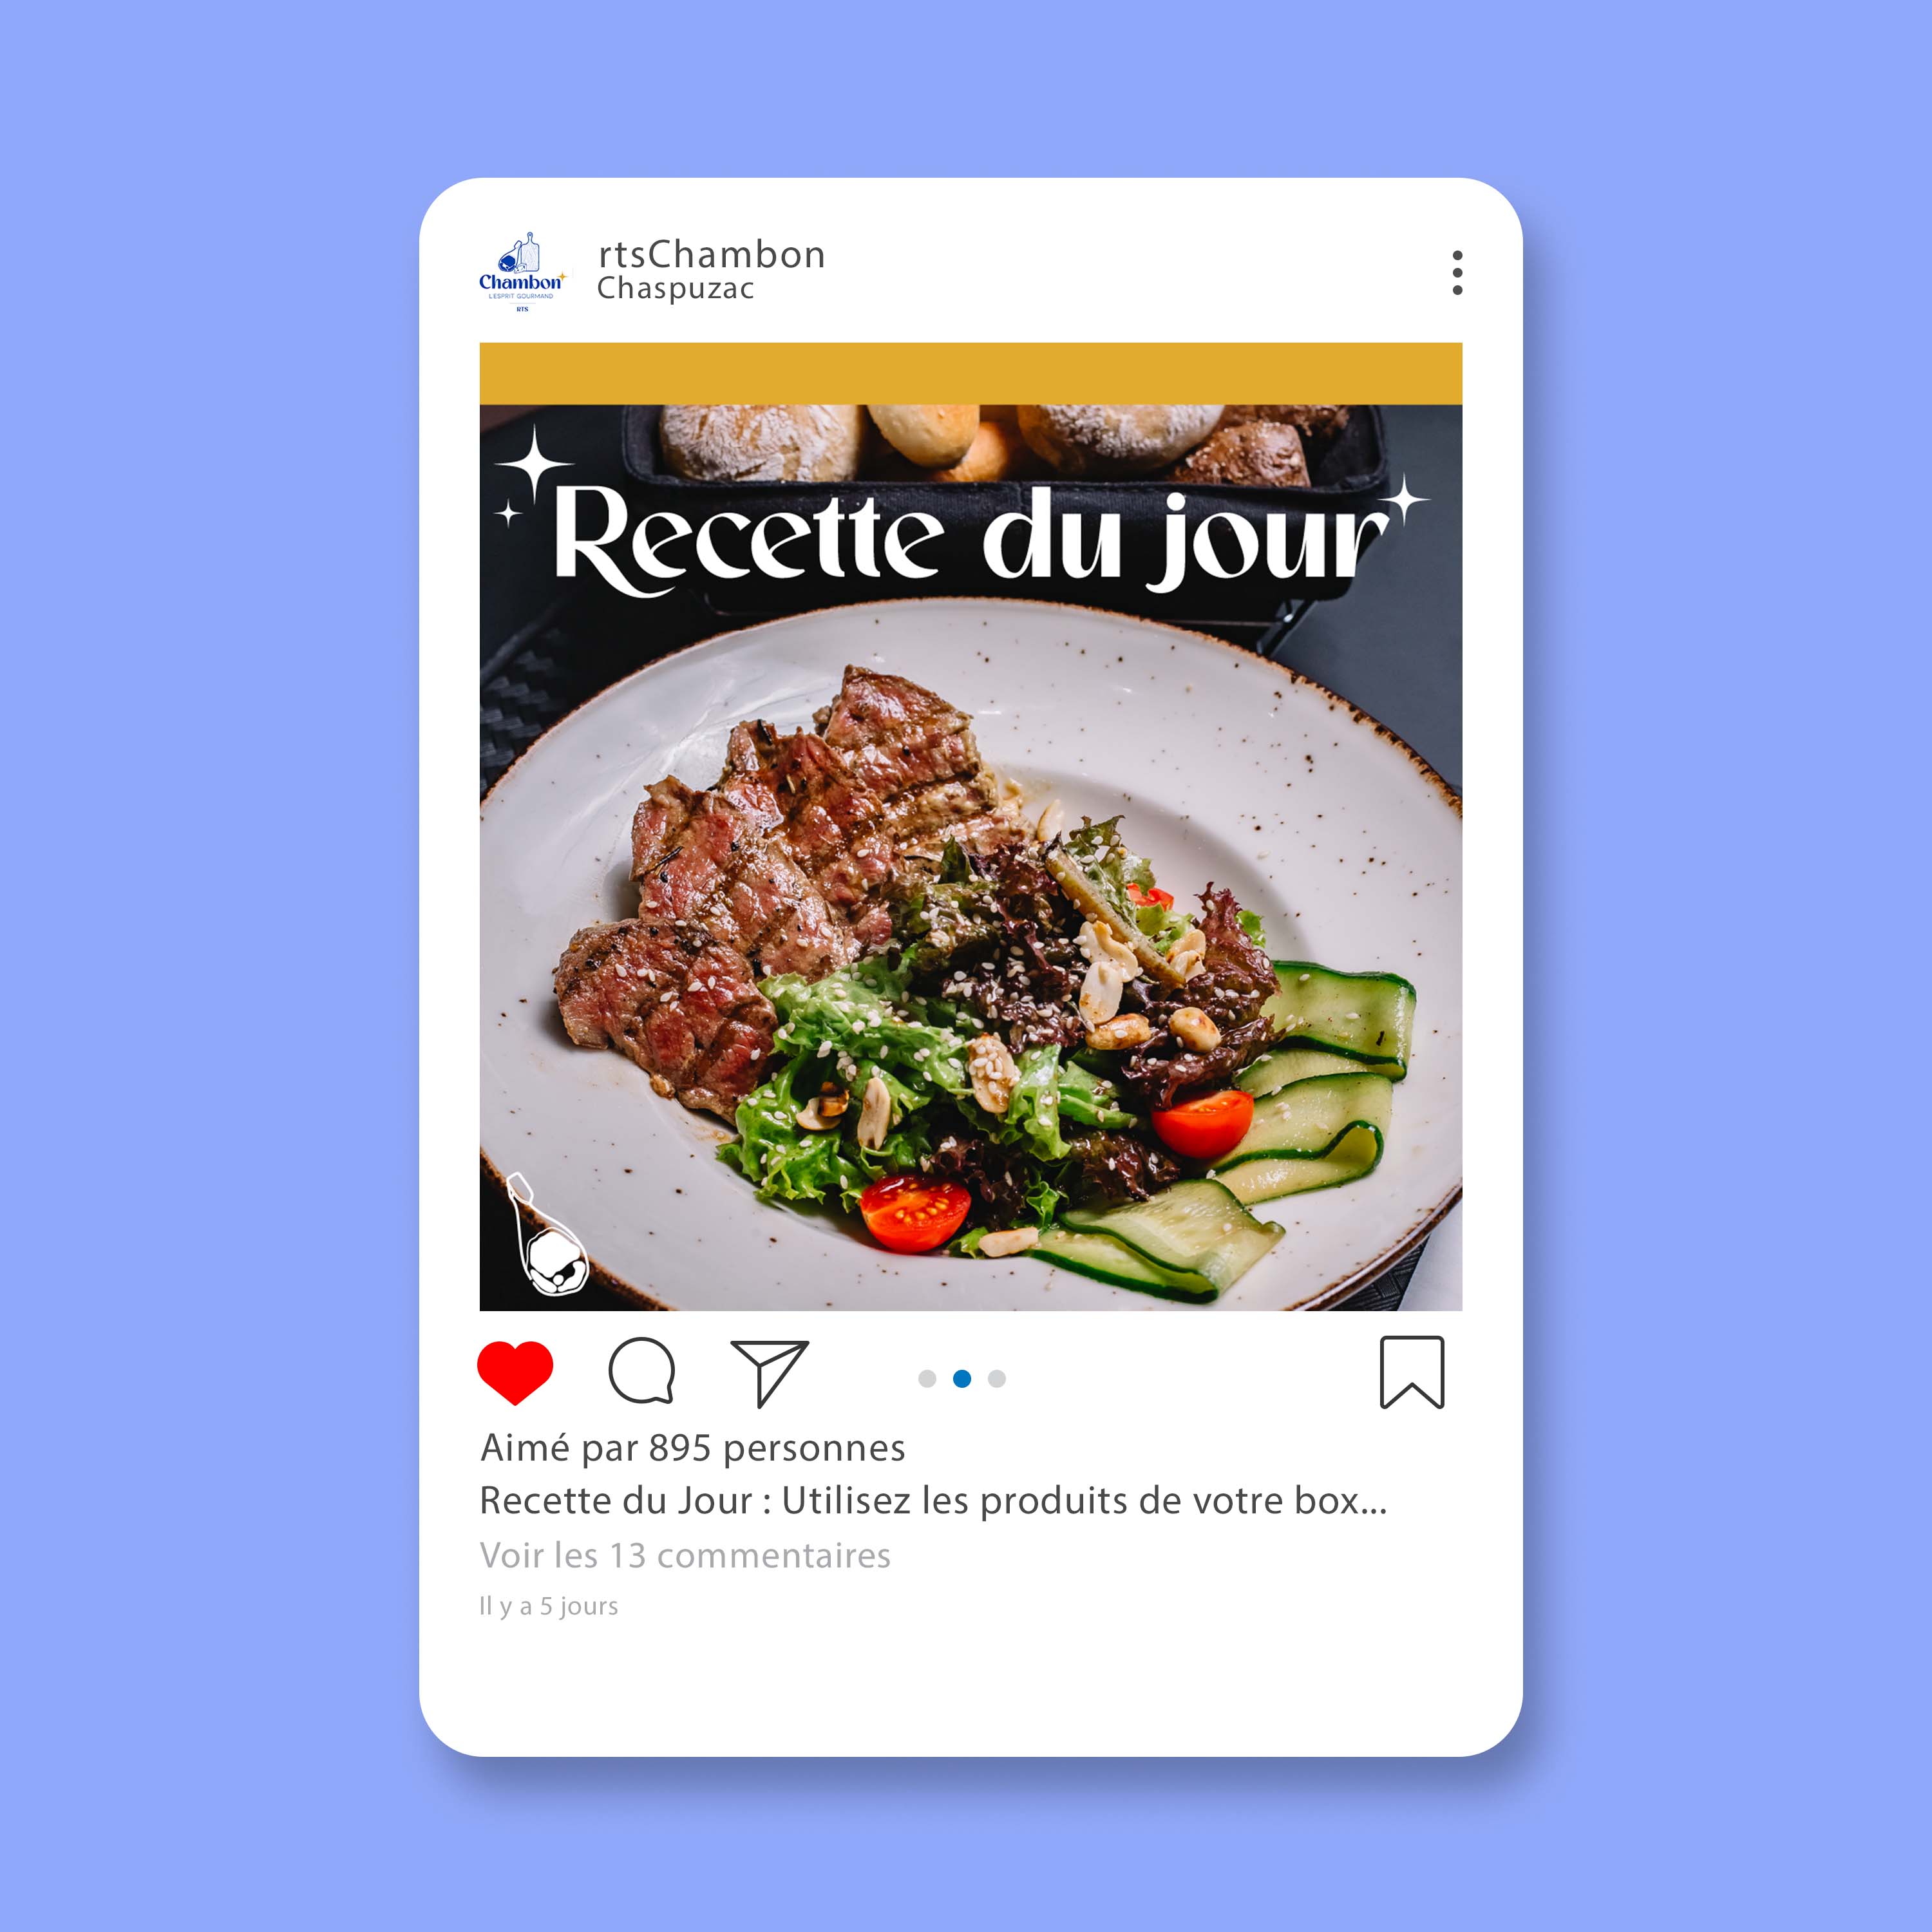 Chambon
L'ESPRIT GOURMAND
RTS
rtsChambon
Chaspuzac
Recette du jour
Aimé par 895 personnes
Recette du Jour : Utilisez les produits de votre box...
Voir les 13 commentaires
Il y a 5 jours